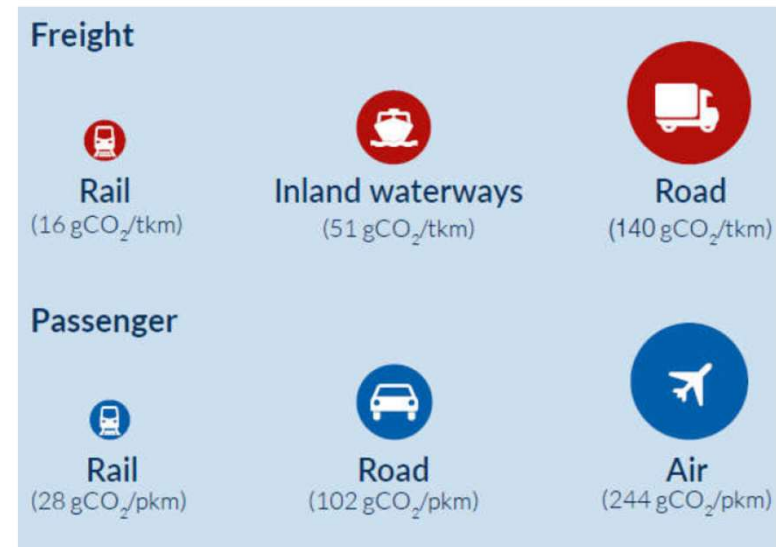 Freight
Rail
(16 gCO₂/tkm)
Inland waterways
(51 gCO₂/tkm)
Road
(140 gCO₂/tkm)
Passenger
Rail
(28 gCO₂/pkm)
Road
(102 gCO₂/pkm)
Air
(244 gCO₂/pkm)